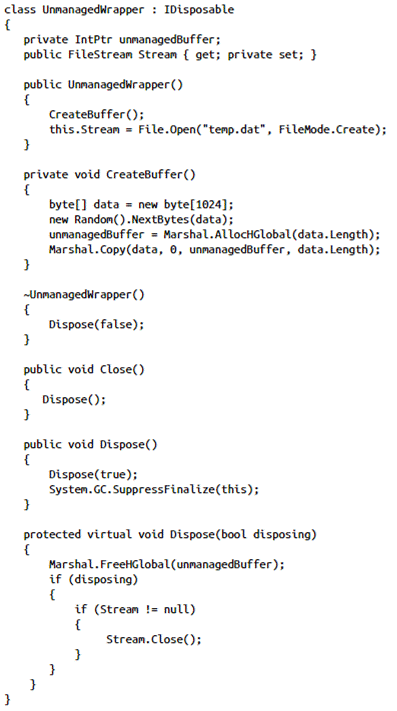 class UnmanagedWrapper : IDisposable
{
   private IntPtr unmanagedBuffer;
   public FileStream Stream { get; private set; }

   public UnmanagedWrapper()
   {
       CreateBuffer();
       this.Stream = File.Open("temp.dat", FileMode.Create);
   }

   private void CreateBuffer()
   {
       byte[] data = new byte[1024];
       new Random().NextBytes(data);
       unmanagedBuffer = Marshal.AllocHGlobal(data.Length);
       Marshal.Copy(data, 0, unmanagedBuffer, data.Length);
   }

   ~UnmanagedWrapper()
   {
       Dispose(false);
   }

   public void Close()
   {
      Dispose();
   }

   public void Dispose()
   {
       Dispose(true);
       System.GC.SuppressFinalize(this);
   }

   protected virtual void Dispose(bool disposing)
   {
       Marshal.FreeHGlobal(unmanagedBuffer);
       if (disposing)
       {
           if (Stream != null)
           {
                Stream.Close();
           }
       }
    }
}